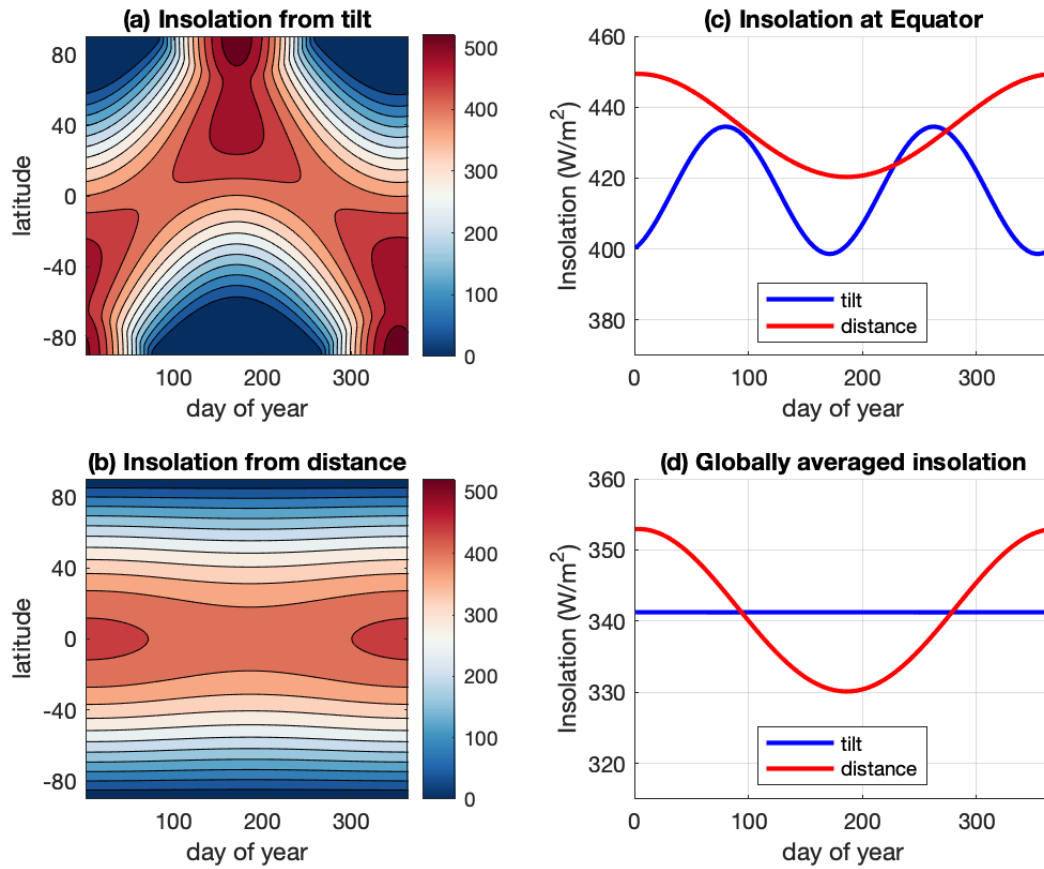 (a) Insolation from tilt
80
40
0
-40
-80
latitude
100
200
300
day of year
500
400
300
200
100
0
(c) Insolation at Equator
460
440
420
400
380
Insolation (W/m²)
tilt
distance
0
100
200
300
day of year
(b) Insolation from distance
80
40
0
-40
-80
latitude
100
200
300
day of year
500
400
300
200
100
0
(d) Globally averaged insolation
360
350
340
330
320
Insolation (W/m²)
tilt
distance
0
100
200
300
day of year